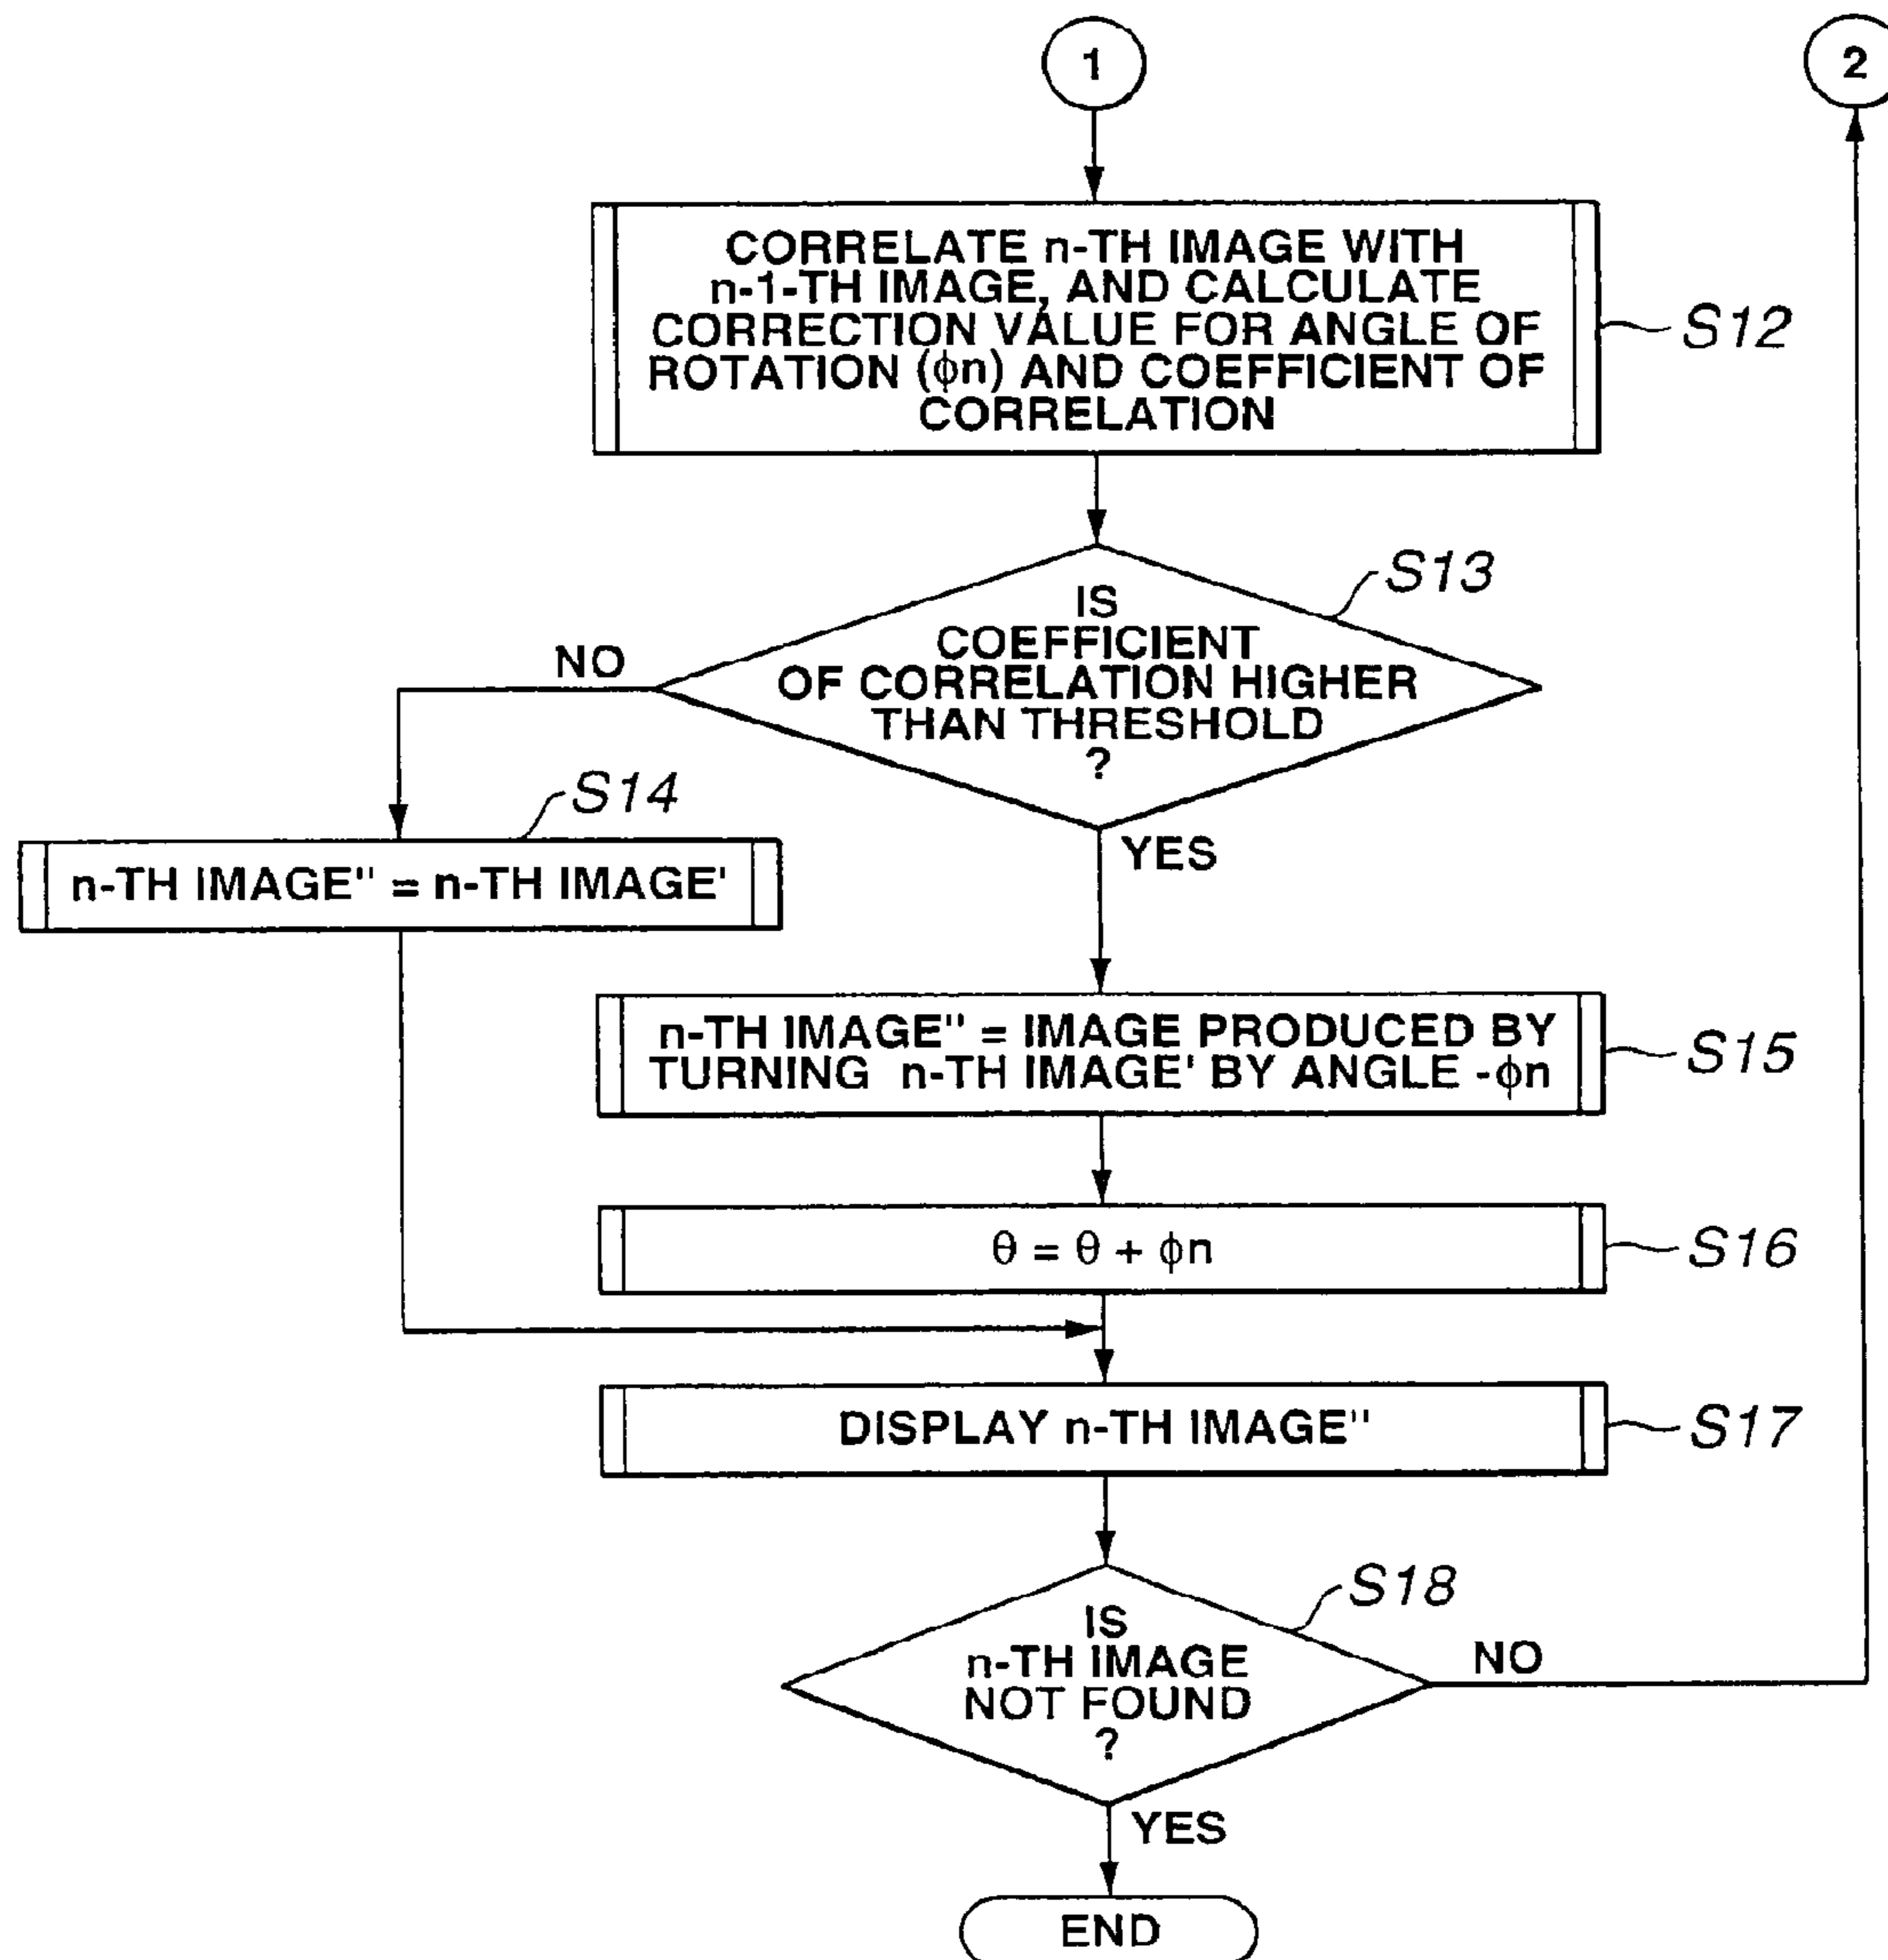 1
2
CORRELATE n-TH IMAGE WITH
n-1-TH IMAGE, AND CALCULATE
CORRECTION VALUE FOR ANGLE OF
ROTATION (ϕn) AND COEFFICIENT OF
CORRELATION
S12
S13
IS
COEFFICIENT
OF CORRELATION HIGHER
THAN THRESHOLD
?
NO
YES
S14
n-TH IMAGE" = n-TH IMAGE'
n-TH IMAGE" = IMAGE PRODUCED BY
TURNING n-TH IMAGE' BY ANGLE -ϕn
S15
θ = θ + ϕn
S16
DISPLAY n-TH IMAGE"
S17
S18
IS
n-TH IMAGE
NOT FOUND
?
NO
YES
END